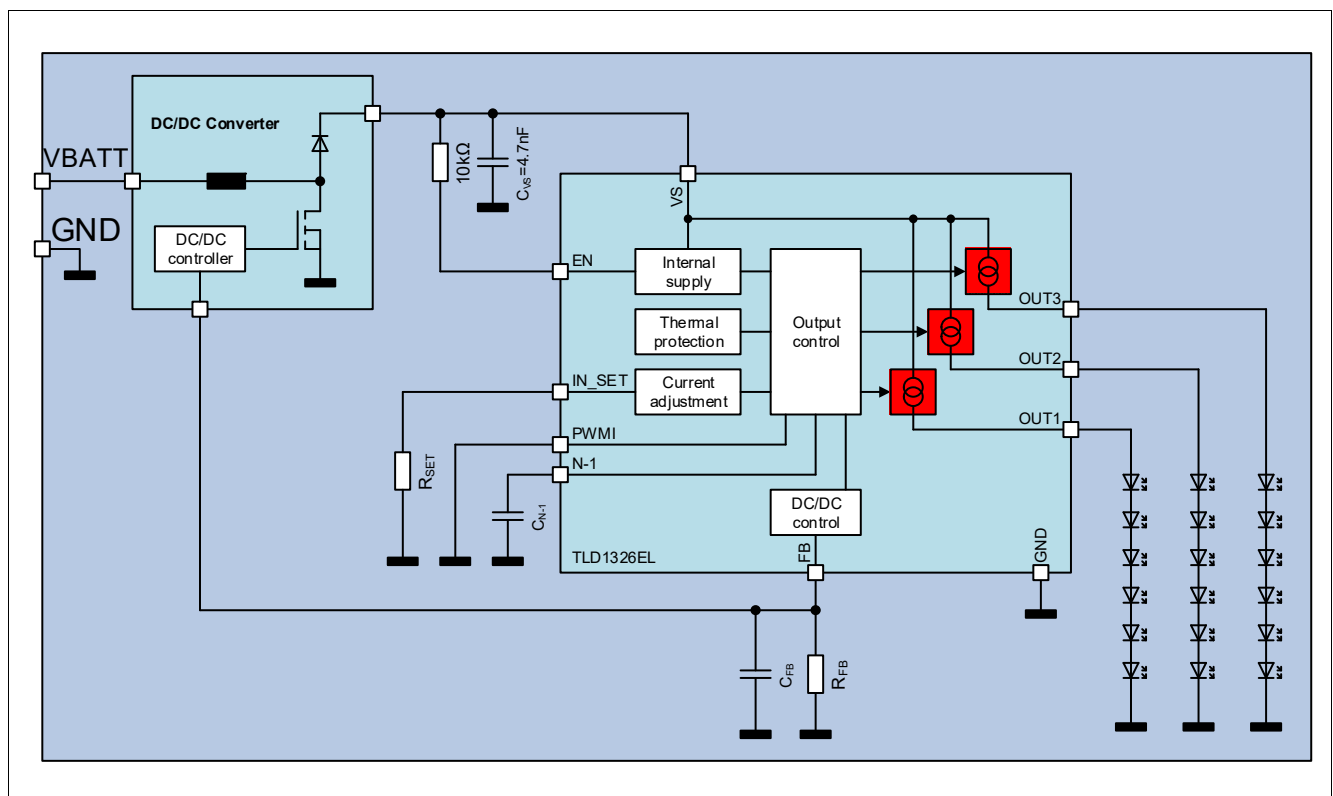 DC/DC Converter
VBATT
GND
DC/DC
controller
10kΩ
CVS=4.7nF
VS
EN
Internal
supply
Thermal
protection
Output
control
IN_SET
Current
adjustment
PWMI
N-1
DC/DC
control
FB
TLD1326EL
GND
OUT3
OUT2
OUT1
RSET
CN-1
CFB
RFB